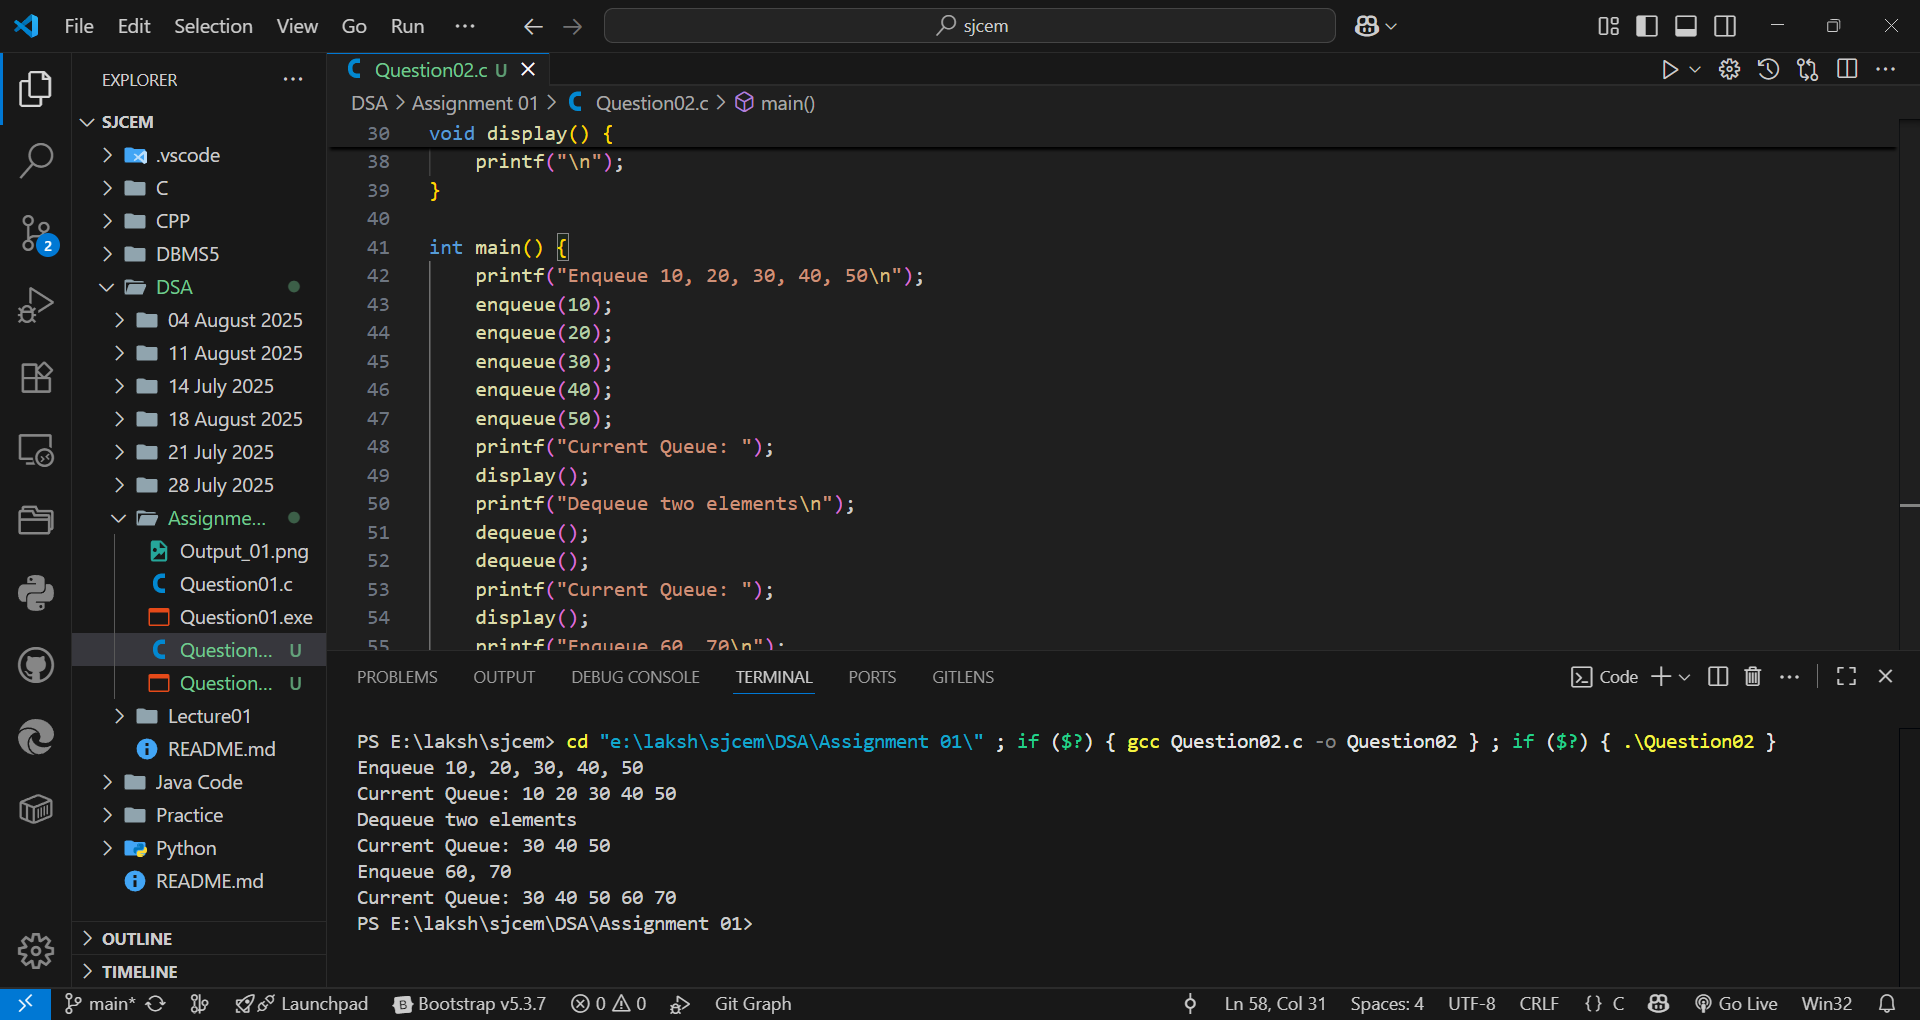 File Edit Selection View Go Run ··· sjcem
EXPLORER ···
SJCEM
.vscode
C
CPP
DBMS5
DSA
04 August 2025
11 August 2025
14 July 2025
18 August 2025
21 July 2025
28 July 2025
Assignme...
Output_01.png
Question01.c
Question01.exe
Question... U
Question... U
Lecture01
README.md
Java Code
Practice
Python
README.md
OUTLINE
TIMELINE
2
Question02.c U
DSA > Assignment 01 > Question02.c > main()
30 void display() {
38 printf("\n");
39 }
40
41 int main() {
42 printf("Enqueue 10, 20, 30, 40, 50\n");
43 enqueue(10);
44 enqueue(20);
45 enqueue(30);
46 enqueue(40);
47 enqueue(50);
48 printf("Current Queue: ");
49 display();
50 printf("Dequeue two elements\n");
51 dequeue();
52 dequeue();
53 printf("Current Queue: ");
54 display();
55 printf("Enqueue 60, 70\n");
PROBLEMS OUTPUT DEBUG CONSOLE TERMINAL PORTS GITLENS Code
PS E:\laksh\sjcem> cd "e:\laksh\sjcem\DSA\Assignment 01\" ; if ($?) { gcc Question02.c -o Question02 } ; if ($?) { .\Question02 }
Enqueue 10, 20, 30, 40, 50
Current Queue: 10 20 30 40 50
Dequeue two elements
Current Queue: 30 40 50
Enqueue 60, 70
Current Queue: 30 40 50 60 70
PS E:\laksh\sjcem\DSA\Assignment 01>
main* Launchpad B Bootstrap v5.3.7 0 0 Git Graph Ln 58, Col 31 Spaces: 4 UTF-8 CRLF {} C Go Live Win32